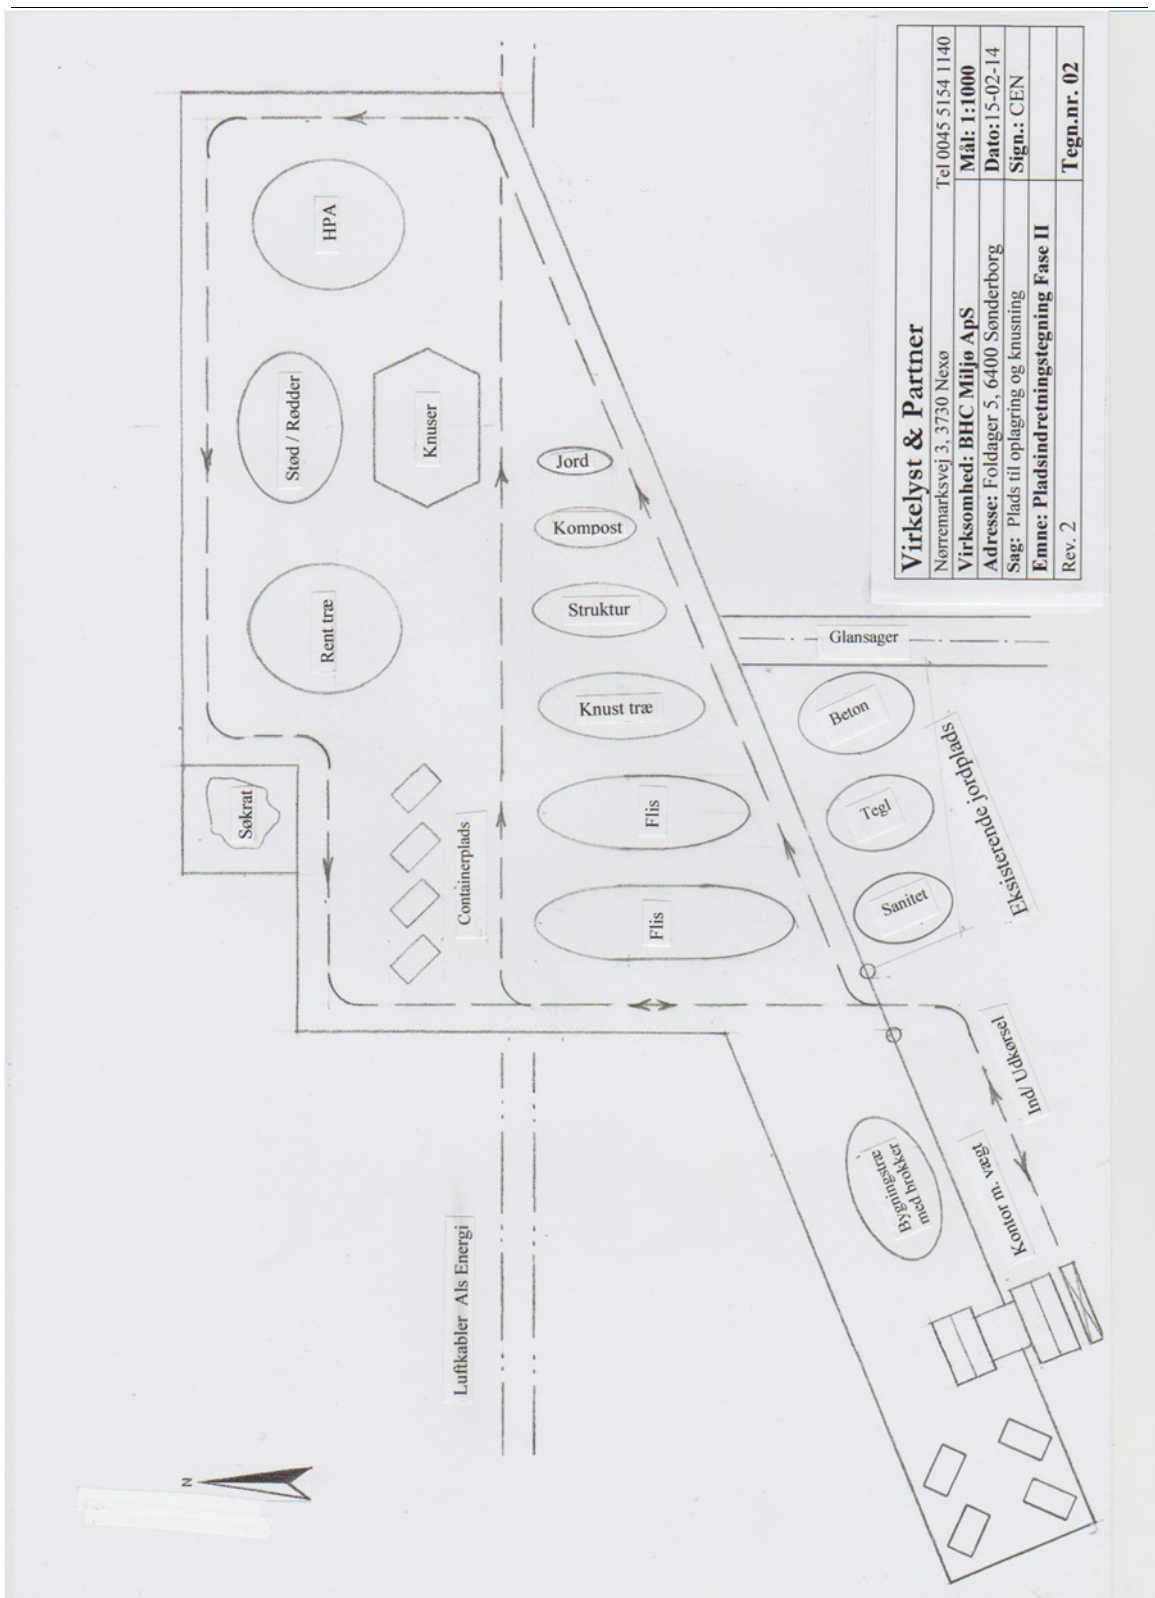 HPA
Stød / Rødder
Knuser
Rent træ
Jord
Kompost
Struktur
Knust træ
Flis
Flis
Søkrat
Containerplads
Glansager
Beton
Tegl
Sanitet
Eksisterende jordplads
Ind/ Udkørsel
Kontor m. vægt
Bygningstræ
med brokker
Luftkabler Als Energi
N
Virkelyst & Partner
Nørremarksvej 3, 3730 Nexø Tel 0045 5154 1140
Virksomhed: BHC Miljø ApS Mål: 1:1000
Adresse: Foldager 5, 6400 Sønderborg Dato:15-02-14
Sag: Plads til oplagring og knusning Sign.: CEN
Emne: Pladsindretningstegning Fase II
Rev. 2 Tegn.nr. 02